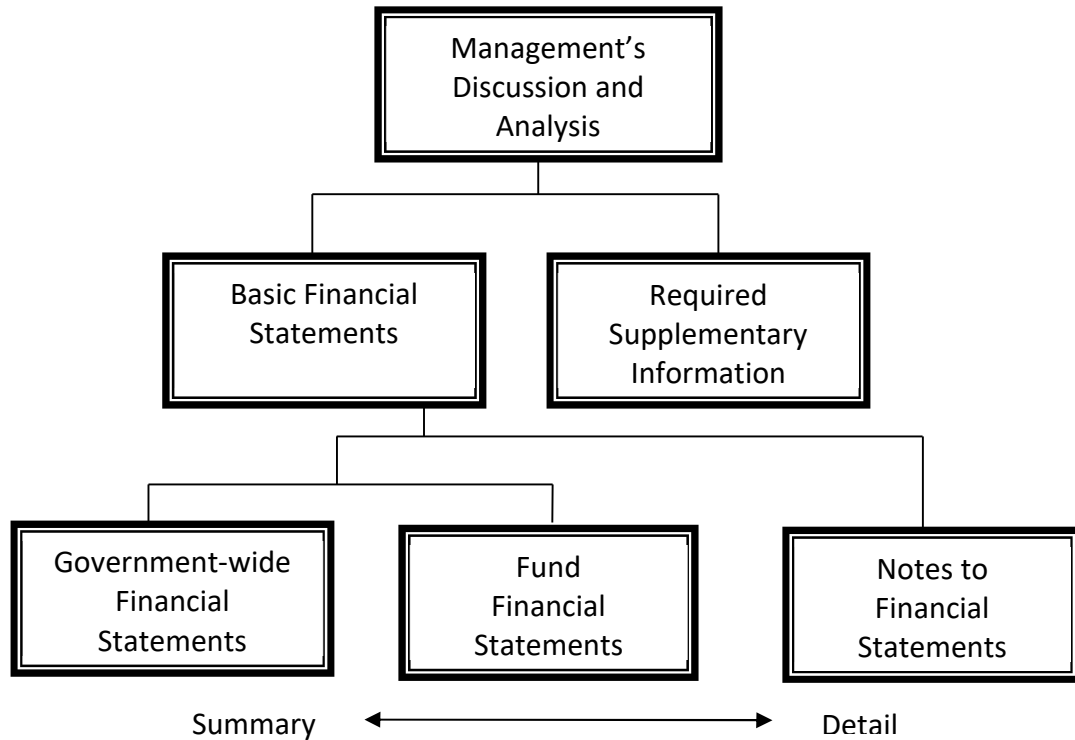 Management’s
Discussion and
Analysis
Basic Financial
Statements
Required
Supplementary
Information
Government-wide
Financial
Statements
Fund
Financial
Statements
Notes to
Financial
Statements
Summary
Detail